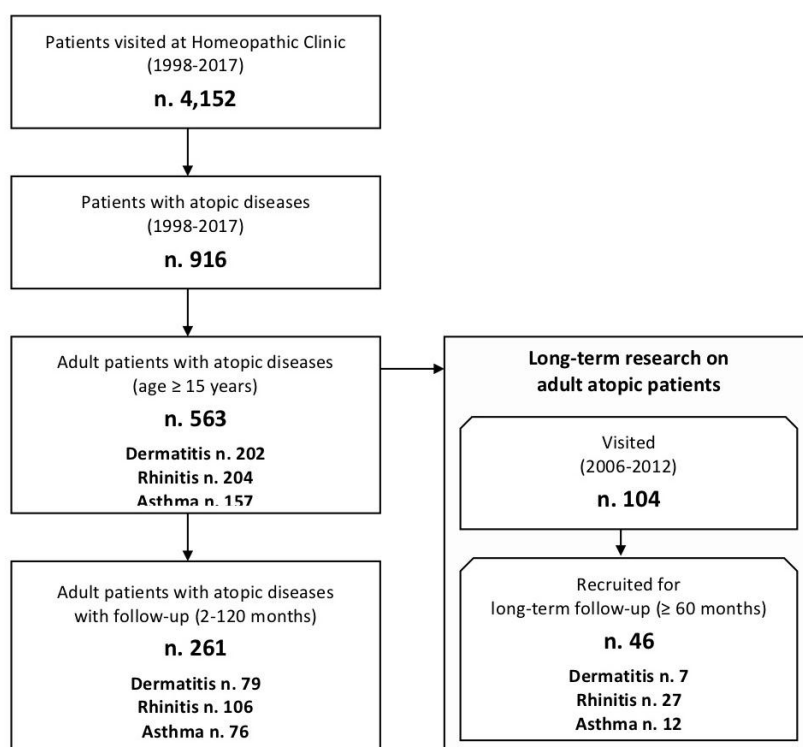 Patients visited at Homeopathic Clinic
(1998-2017)
n. 4,152
Patients with atopic diseases
(1998-2017)
n. 916
Adult patients with atopic diseases
(age ≥ 15 years)
n. 563
Dermatitis n. 202
Rhinitis n. 204
Asthma n. 157
Adult patients with atopic diseases
with follow-up (2-120 months)
n. 261
Dermatitis n. 79
Rhinitis n. 106
Asthma n. 76
Long-term research on
adult atopic patients
Visited
(2006-2012)
n. 104
Recruited for
long-term follow-up (≥ 60 months)
n. 46
Dermatitis n. 7
Rhinitis n. 27
Asthma n. 12